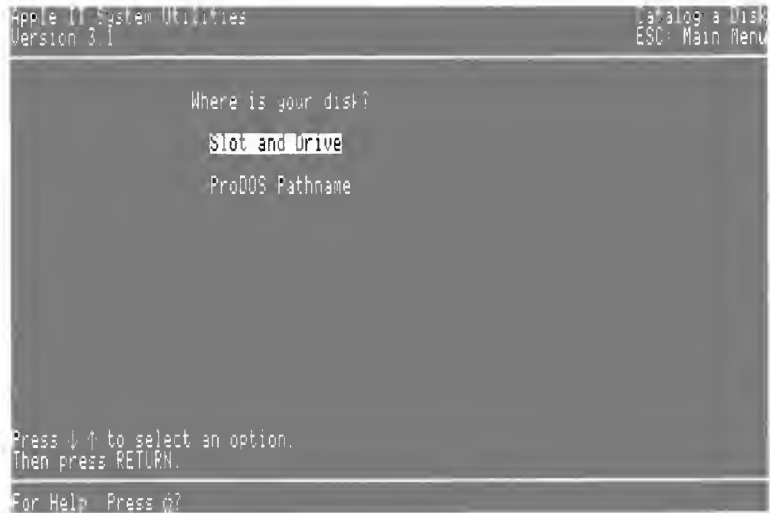 Apple II System Utilities
Version 3.1
Catalog a Disk
ESC: Main Menu
Where is your disk?
Slot and Drive
ProDOS Pathname
Press ↓ ↑ to select an option.
Then press RETURN.
For Help: Press ?